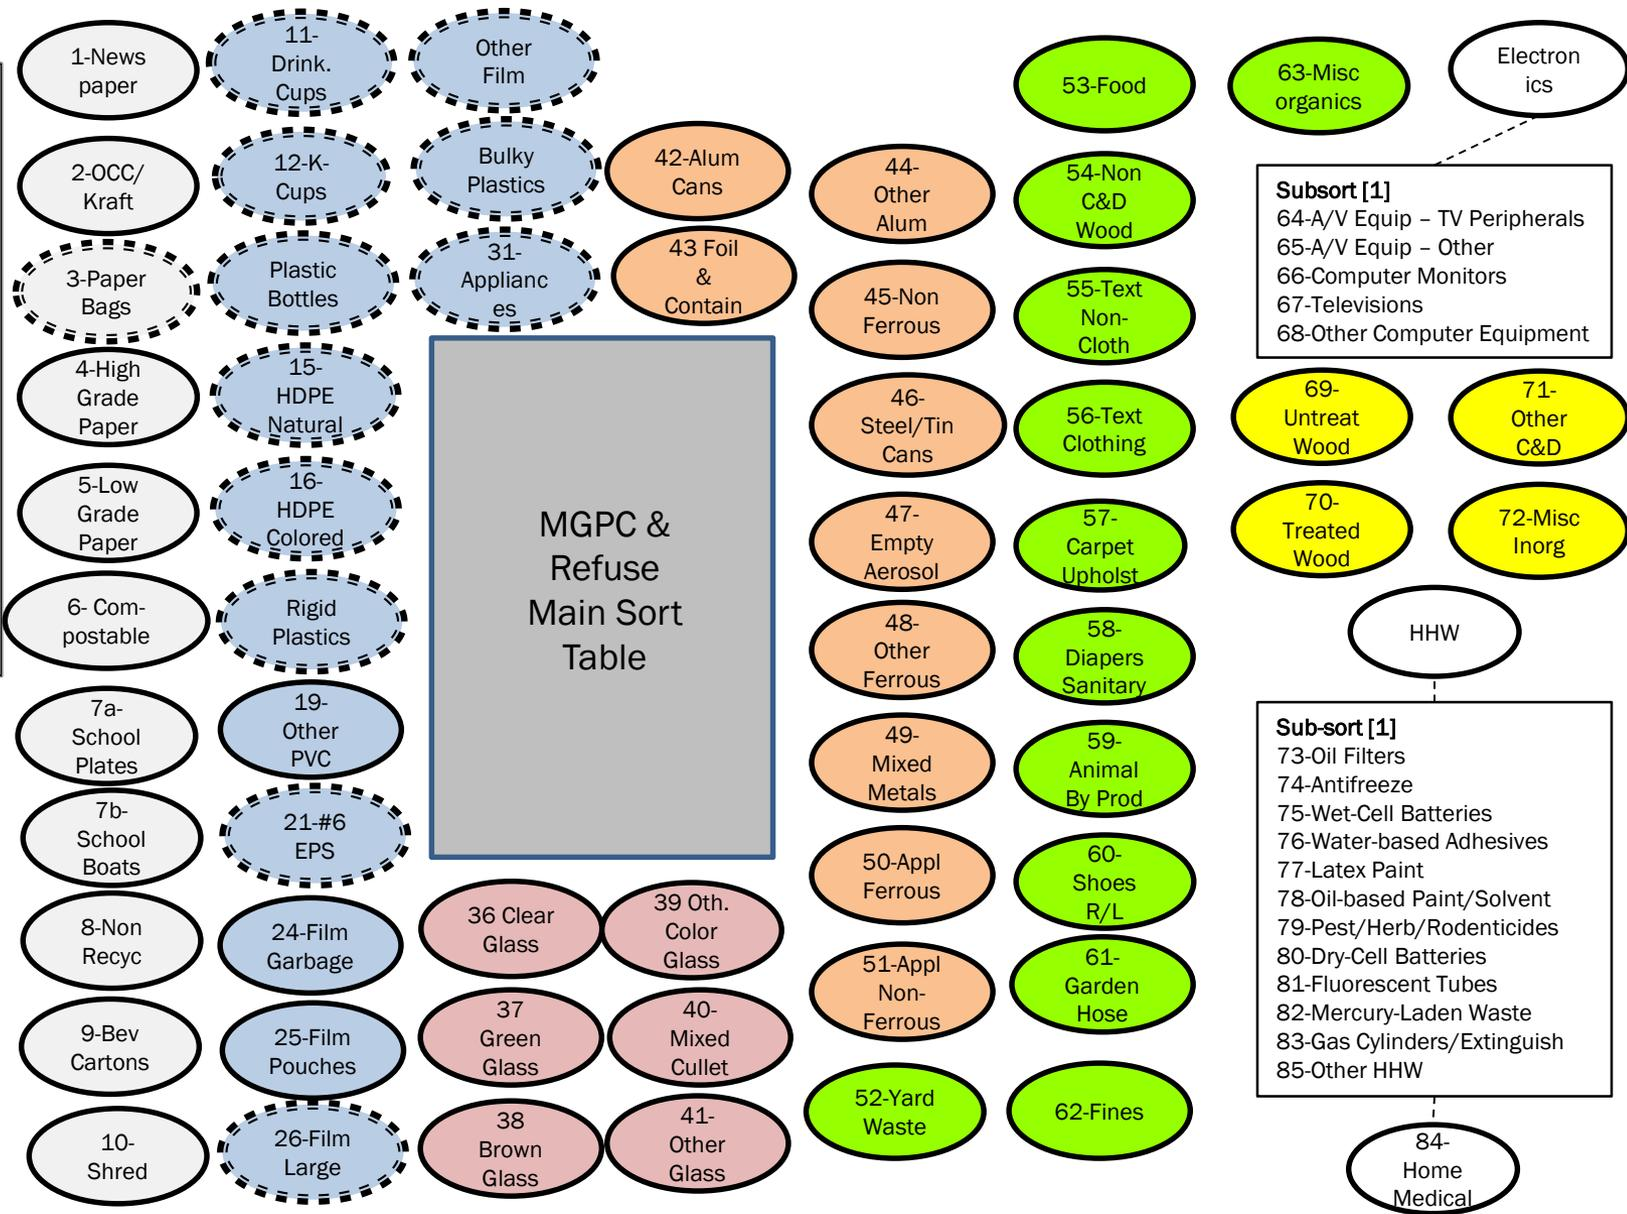 1-News
paper
2-OCC/
Kraft
3-Paper
Bags
4-High
Grade
Paper
5-Low
Grade
Paper
6- Com-
postable
7a-
School
Plates
7b-
School
Boats
8-Non
Recyc
9-Bev
Cartons
10-
Shred
11-
Drink.
Cups
12-K-
Cups
Plastic
Bottles
15-
HDPE
Natural
16-
HDPE
Colored
Rigid
Plastics
19-
Other
PVC
21-#6
EPS
24-Film
Garbage
25-Film
Pouches
26-Film
Large
Other
Film
Bulky
Plastics
31-
Applianc
es
42-Alum
Cans
43 Foil
&
Contain
MGPC &
Refuse
Main Sort
Table
36 Clear
Glass
37
Green
Glass
38
Brown
Glass
39 Oth.
Color
Glass
40-
Mixed
Cullet
41-
Other
Glass
44-
Other
Alum
45-Non
Ferrous
46-
Steel/Tin
Cans
47-
Empty
Aerosol
48-
Other
Ferrous
49-
Mixed
Metals
50-Appl
Ferrous
51-Appl
Non-
Ferrous
52-Yard
Waste
53-Food
54-Non
C&D
Wood
55-Text
Non-
Cloth
56-Text
Clothing
57-
Carpet
Upholst
58-
Diapers
Sanitary
59-
Animal
By Prod
60-
Shoes
R/L
61-
Garden
Hose
62-Fines
63-Misc
organics
Electron
ics
Subsort [1]
64-A/V Equip – TV Peripherals
65-A/V Equip – Other
66-Computer Monitors
67-Televisions
68-Other Computer Equipment
69-
Untreat
Wood
70-
Treated
Wood
71-
Other
C&D
72-Misc
Inorg
HHW
Sub-sort [1]
73-Oil Filters
74-Antifreeze
75-Wet-Cell Batteries
76-Water-based Adhesives
77-Latex Paint
78-Oil-based Paint/Solvent
79-Pest/Herb/Rodenticides
80-Dry-Cell Batteries
81-Fluorescent Tubes
82-Mercury-Laden Waste
83-Gas Cylinders/Extinguish
85-Other HHW
84-
Home
Medical